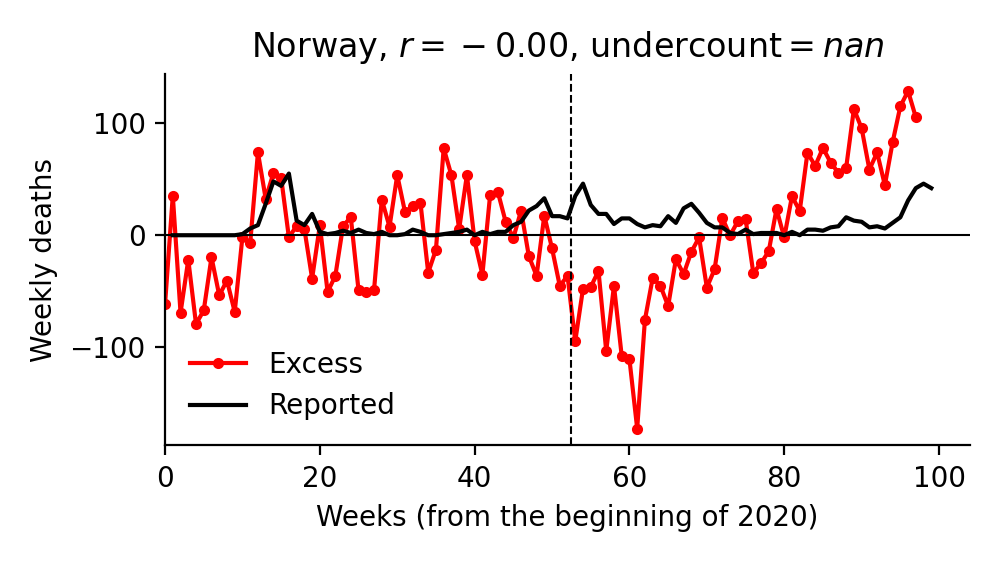 Norway, r = −0.00, undercount = nan
Weekly deaths
100
0
−100
Excess
Reported
0 20 40 60 80 100
Weeks (from the beginning of 2020)